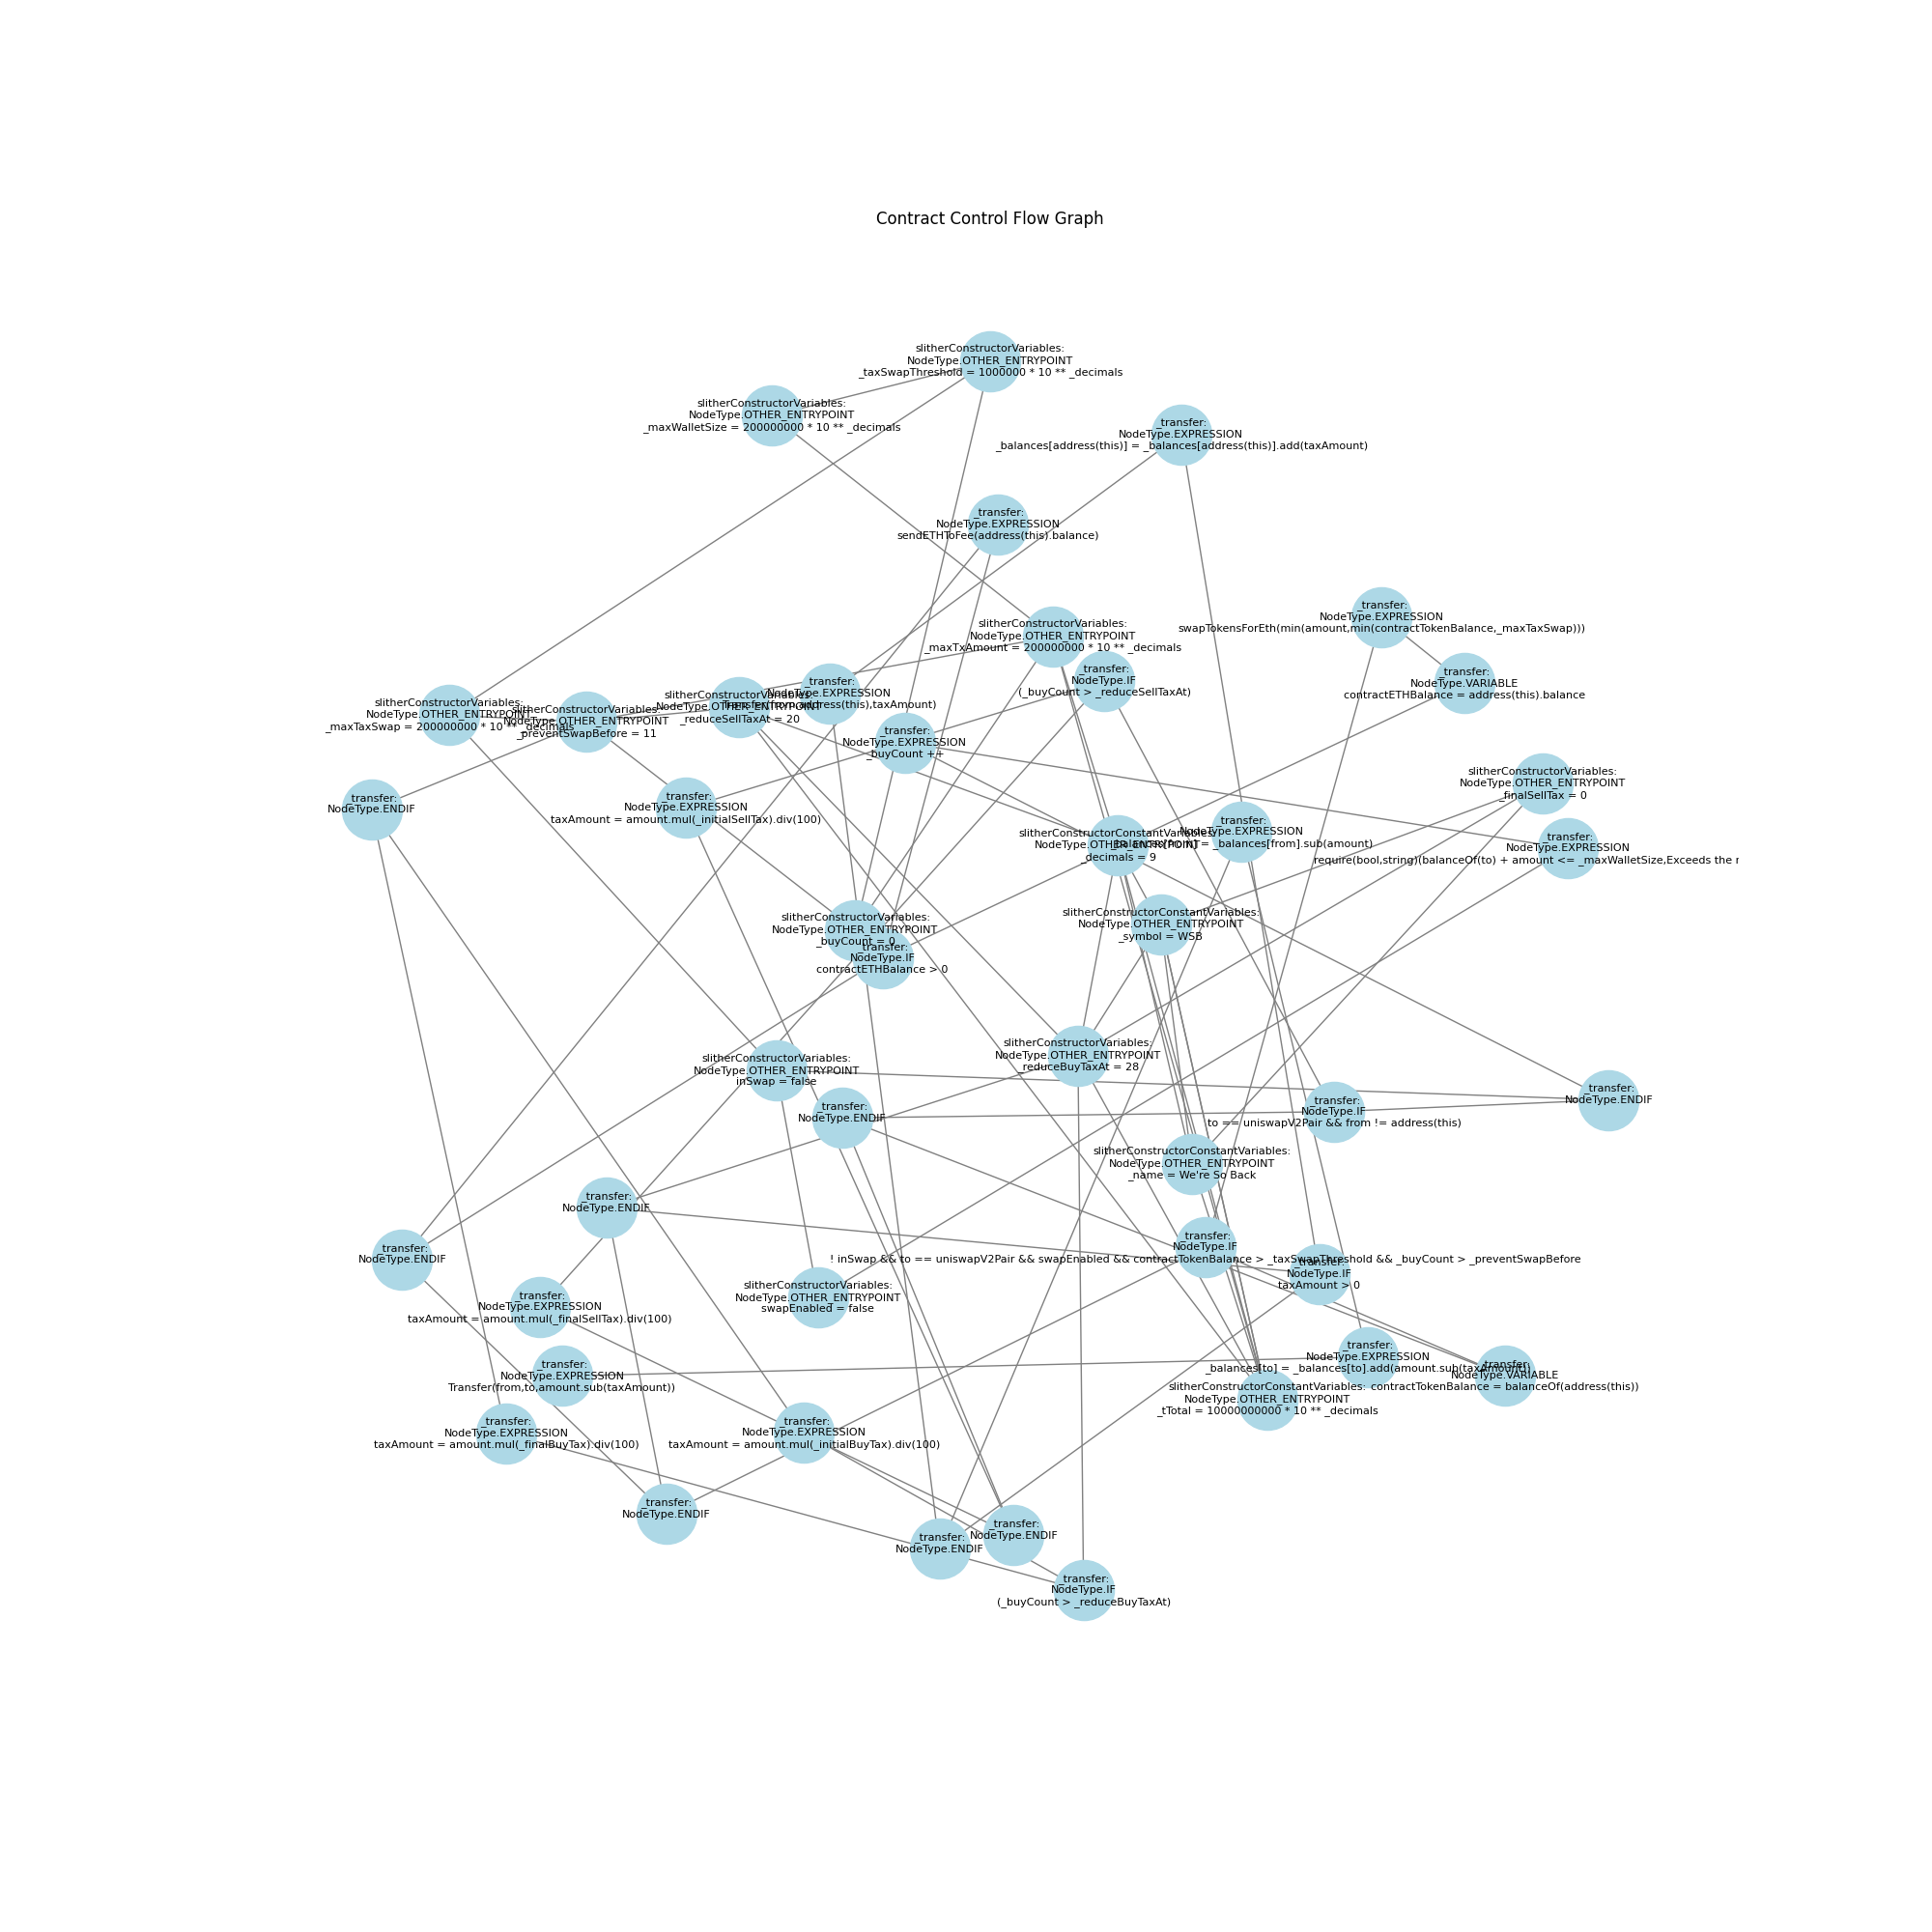 Contract Control Flow Graph
slitherConstructorVariables:
NodeType.OTHER_ENTRYPOINT
_taxSwapThreshold = 1000000 * 10 ** _decimals
slitherConstructorVariables:
NodeType.OTHER_ENTRYPOINT
_maxWalletSize = 200000000 * 10 ** _decimals
_transfer:
NodeType.EXPRESSION
_balances[address(this)] = _balances[address(this)].add(taxAmount)
_transfer:
NodeType.EXPRESSION
sendETHToFee(address(this).balance)
_transfer:
NodeType.EXPRESSION
swapTokensForEth(min(amount,min(contractTokenBalance,_maxTaxSwap)))
slitherConstructorVariables:
NodeType.OTHER_ENTRYPOINT
_maxTxAmount = 200000000 * 10 ** _decimals
_transfer:
NodeType.IF
(_buyCount > _reduceSellTaxAt)
_transfer:
NodeType.VARIABLE
contractETHBalance = address(this).balance
_transfer:
NodeType.EXPRESSION
Transfer(from,address(this),taxAmount)
slitherConstructorVariables:
NodeType.OTHER_ENTRYPOINT
_reduceSellTaxAt = 20
slitherConstructorVariables:
NodeType.OTHER_ENTRYPOINT
_maxTaxSwap = 200000000 * 10 ** _decimals
slitherConstructorVariables:
NodeType.OTHER_ENTRYPOINT
_preventSwapBefore = 11
_transfer:
NodeType.EXPRESSION
_buyCount ++
_transfer:
NodeType.ENDIF
_transfer:
NodeType.EXPRESSION
taxAmount = amount.mul(_initialSellTax).div(100)
slitherConstructorVariables:
NodeType.OTHER_ENTRYPOINT
_finalSellTax = 0
slitherConstructorConstantVariables:
NodeType.OTHER_ENTRYPOINT
_decimals = 9
_transfer:
NodeType.EXPRESSION
_balances[from] = _balances[from].sub(amount)
_transfer:
NodeType.EXPRESSION
require(bool,string)(balanceOf(to) + amount <= _maxWalletSize,Exceeds the
slitherConstructorVariables:
NodeType.OTHER_ENTRYPOINT
_buyCount = 0
_transfer:
NodeType.IF
contractETHBalance > 0
slitherConstructorConstantVariables:
NodeType.OTHER_ENTRYPOINT
_symbol = WSB
slitherConstructorVariables:
NodeType.OTHER_ENTRYPOINT
_reduceBuyTaxAt = 28
slitherConstructorVariables:
NodeType.OTHER_ENTRYPOINT
inSwap = false
_transfer:
NodeType.ENDIF
_transfer:
NodeType.IF
to == uniswapV2Pair && from != address(this)
_transfer:
NodeType.ENDIF
slitherConstructorConstantVariables:
NodeType.OTHER_ENTRYPOINT
_name = We're So Back
_transfer:
NodeType.ENDIF
_transfer:
NodeType.ENDIF
_transfer:
NodeType.IF
! inSwap && to == uniswapV2Pair && swapEnabled && contractTokenBalance > _taxSwapThreshold && _buyCount > _preventSwapBefore
_transfer:
NodeType.IF
taxAmount > 0
slitherConstructorVariables:
NodeType.OTHER_ENTRYPOINT
swapEnabled = false
_transfer:
NodeType.EXPRESSION
taxAmount = amount.mul(_finalSellTax).div(100)
_transfer:
NodeType.EXPRESSION
_balances[to] = _balances[to].add(amount.sub(taxAmount))
_transfer:
NodeType.EXPRESSION
Transfer(from,to,amount.sub(taxAmount))
_transfer:
NodeType.VARIABLE
contractTokenBalance = balanceOf(address(this))
slitherConstructorConstantVariables:
NodeType.OTHER_ENTRYPOINT
_tTotal = 10000000000 * 10 ** _decimals
_transfer:
NodeType.EXPRESSION
taxAmount = amount.mul(_finalBuyTax).div(100)
_transfer:
NodeType.EXPRESSION
taxAmount = amount.mul(_initialBuyTax).div(100)
_transfer:
NodeType.ENDIF
_transfer:
NodeType.ENDIF
_transfer:
NodeType.ENDIF
_transfer:
NodeType.IF
(_buyCount > _reduceBuyTaxAt)